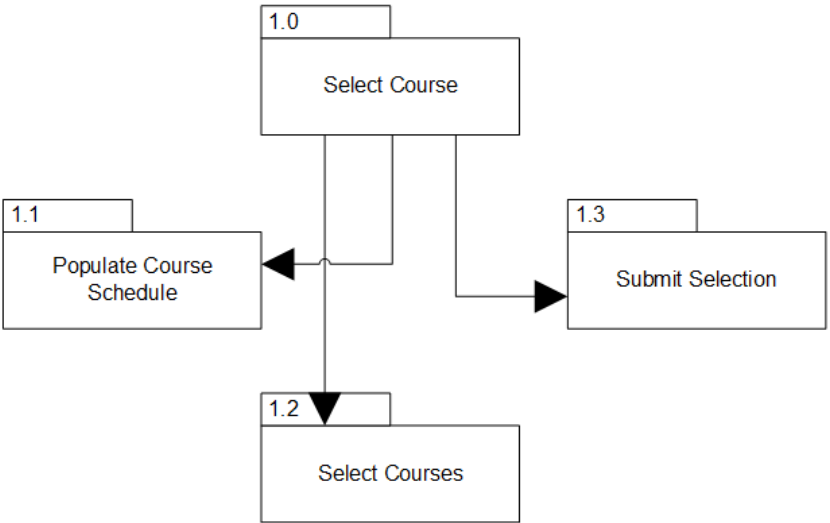 1.0
Select Course
1.1
Populate Course
Schedule
1.3
Submit Selection
1.2
Select Courses